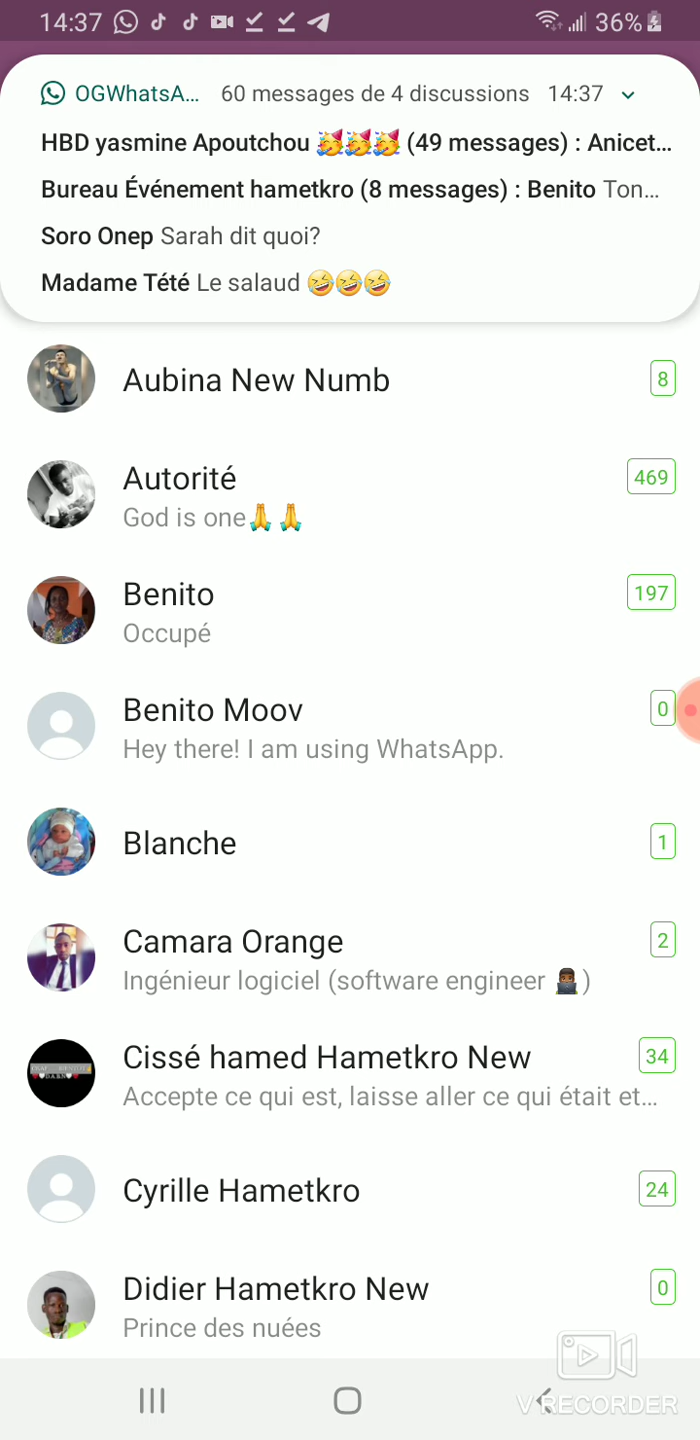 14:37 36%
OGWhatsA... 60 messages de 4 discussions 14:37
HBD yasmine Apoutchou 🥳🥳🥳 (49 messages) : Anicet...
Bureau Événement hametkro (8 messages) : Benito Ton...
Soro Onep Sarah dit quoi?
Madame Tété Le salaud 🤣🤣🤣
Aubina New Numb 8
Autorité 469
God is one🙏 🙏
Benito 197
Occupé
Benito Moov 0
Hey there! I am using WhatsApp.
Blanche 1
Camara Orange 2
Ingénieur logiciel (software engineer 👨🏿‍💻)
Cissé hamed Hametkro New 34
Accepte ce qui est, laisse aller ce qui était et...
Cyrille Hametkro 24
Didier Hametkro New 0
Prince des nuées
V RECORDER